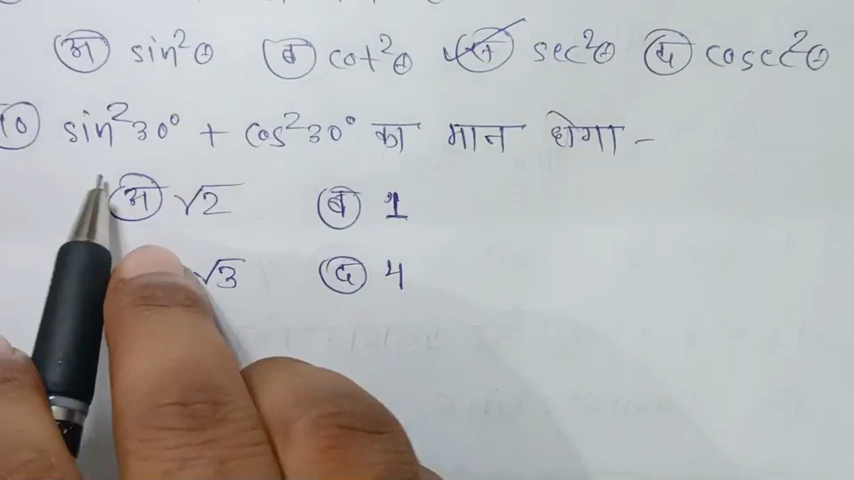 अ sin²θ ब cot²θ स sec²θ द cosec²θ
10 sin²30° + cos²30° का मान होगा -
अ √2 ब 1
√3 द 4